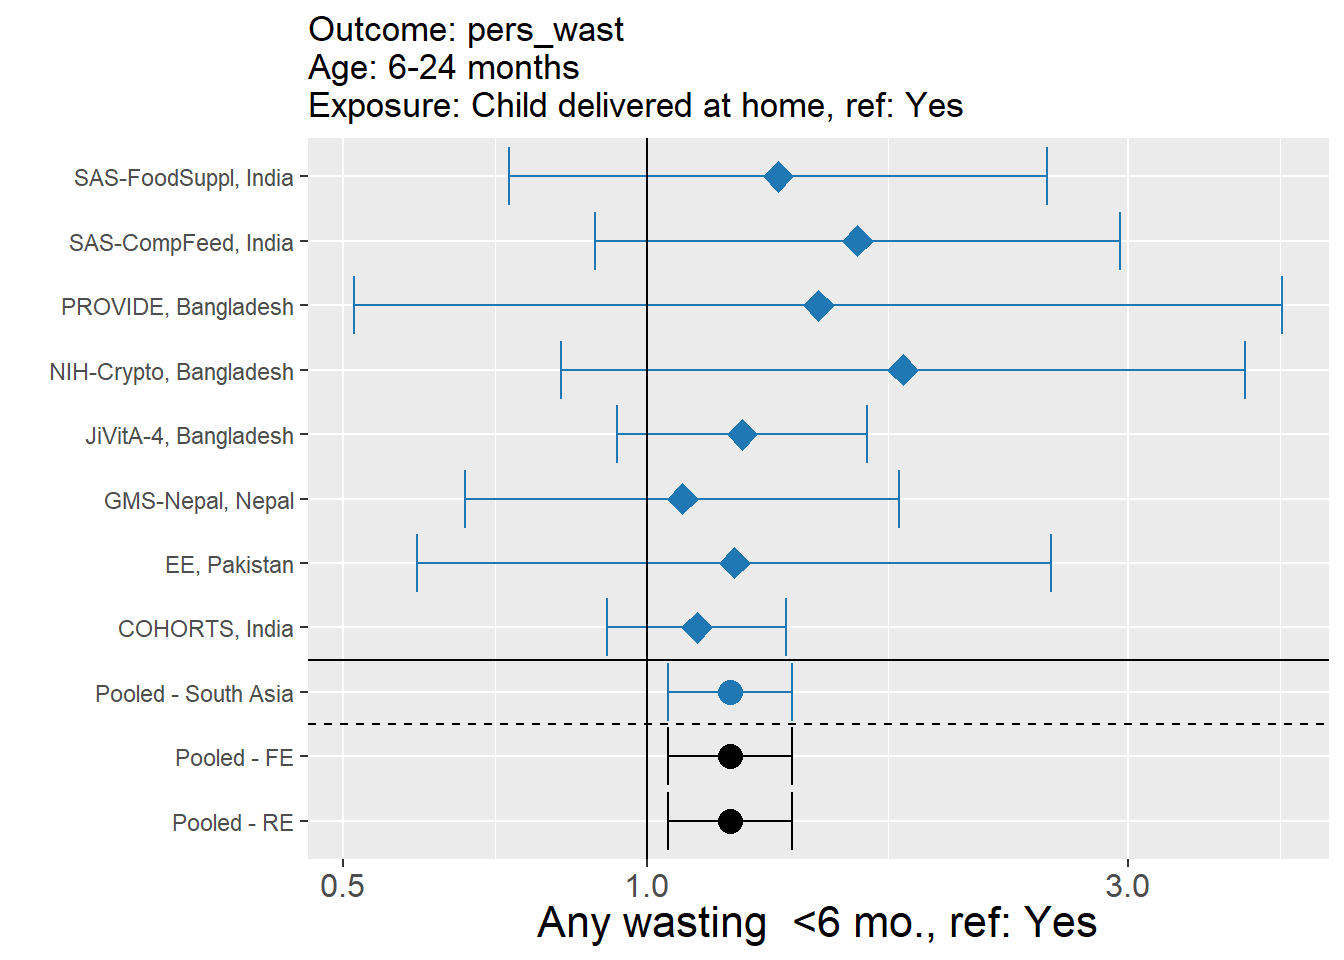 Outcome: pers_wast
Age: 6-24 months
Exposure: Child delivered at home, ref: Yes
SAS-FoodSuppl, India
SAS-CompFeed, India
PROVIDE, Bangladesh
NIH-Crypto, Bangladesh
JiVitA-4, Bangladesh
GMS-Nepal, Nepal
EE, Pakistan
COHORTS, India
Pooled - South Asia
Pooled - FE
Pooled - RE
0.5 1.0 3.0
Any wasting  <6 mo., ref: Yes